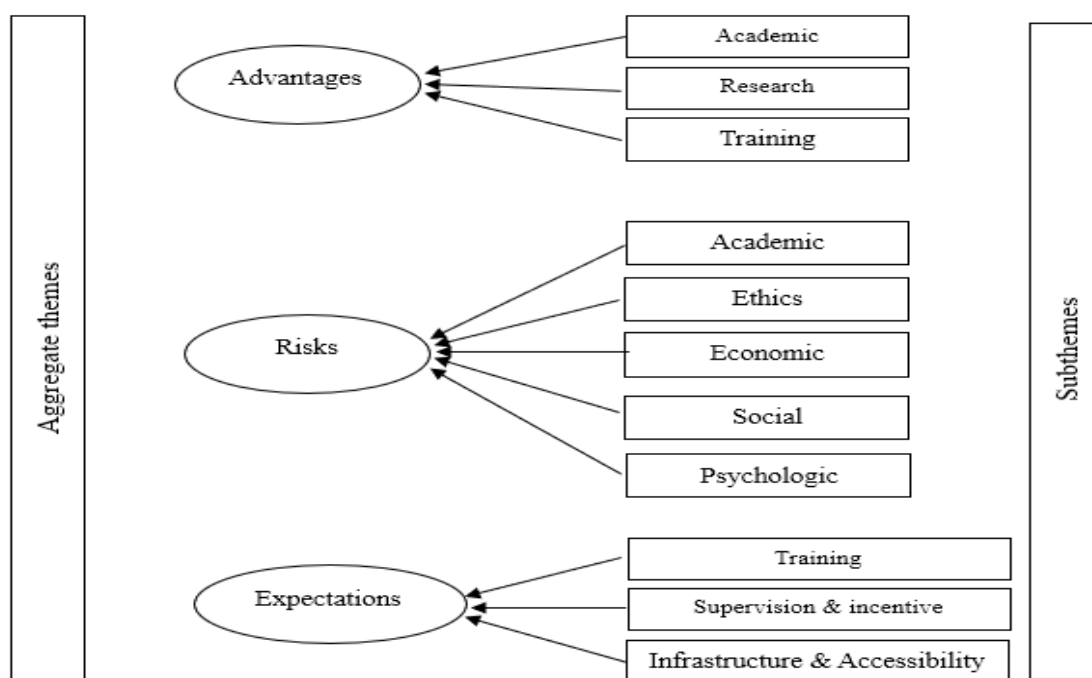 Aggregate themes
Advantages
Academic
Research
Training
Risks
Academic
Ethics
Economic
Social
Psychologic
Expectations
Training
Supervision & incentive
Infrastructure & Accessibility
Subthemes